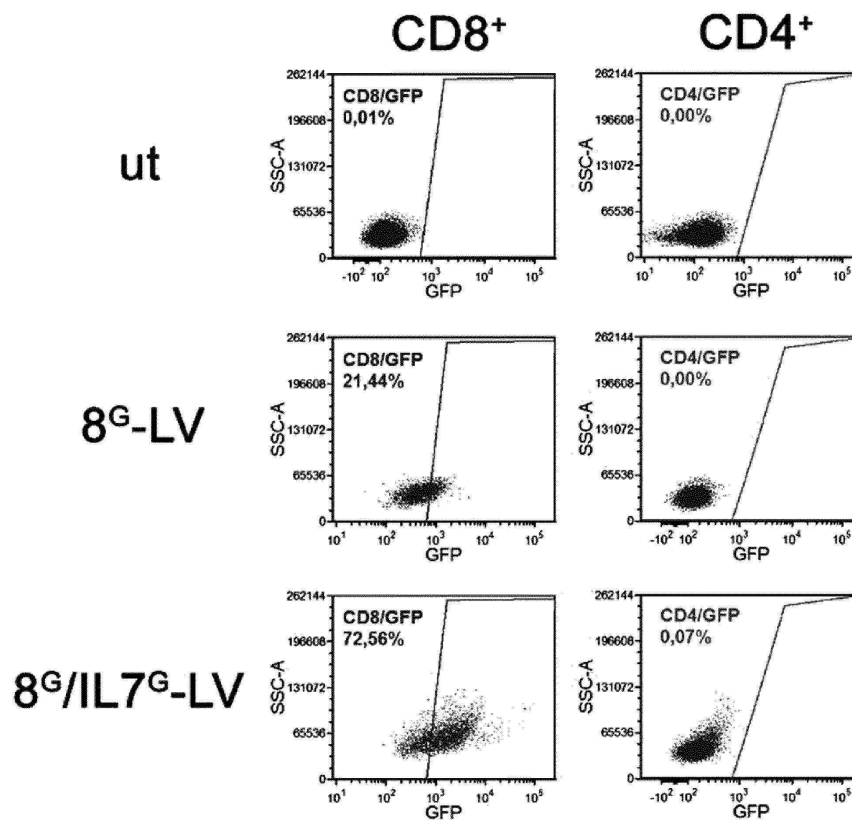 CD8⁺ CD4⁺
ut
262144
196608
131072
65536
0
SSC-A
CD8/GFP
0,01%
-10² 10² 10³ 10⁴ 10⁵
GFP
262144
196608
131072
65536
0
SSC-A
CD4/GFP
0,00%
10¹ 10² 10³ 10⁴ 10⁵
GFP
8ᴳ-LV
262144
196608
131072
65536
0
SSC-A
CD8/GFP
21,44%
10¹ 10² 10³ 10⁴ 10⁵
GFP
262144
196608
131072
65536
0
SSC-A
CD4/GFP
0,00%
-10² 10² 10³ 10⁴ 10⁵
GFP
8ᴳ/IL7ᴳ-LV
262144
196608
131072
65536
0
SSC-A
CD8/GFP
72,56%
10¹ 10² 10³ 10⁴ 10⁵
GFP
262144
196608
131072
65536
0
SSC-A
CD4/GFP
0,07%
-10² 10² 10³ 10⁴ 10⁵
GFP